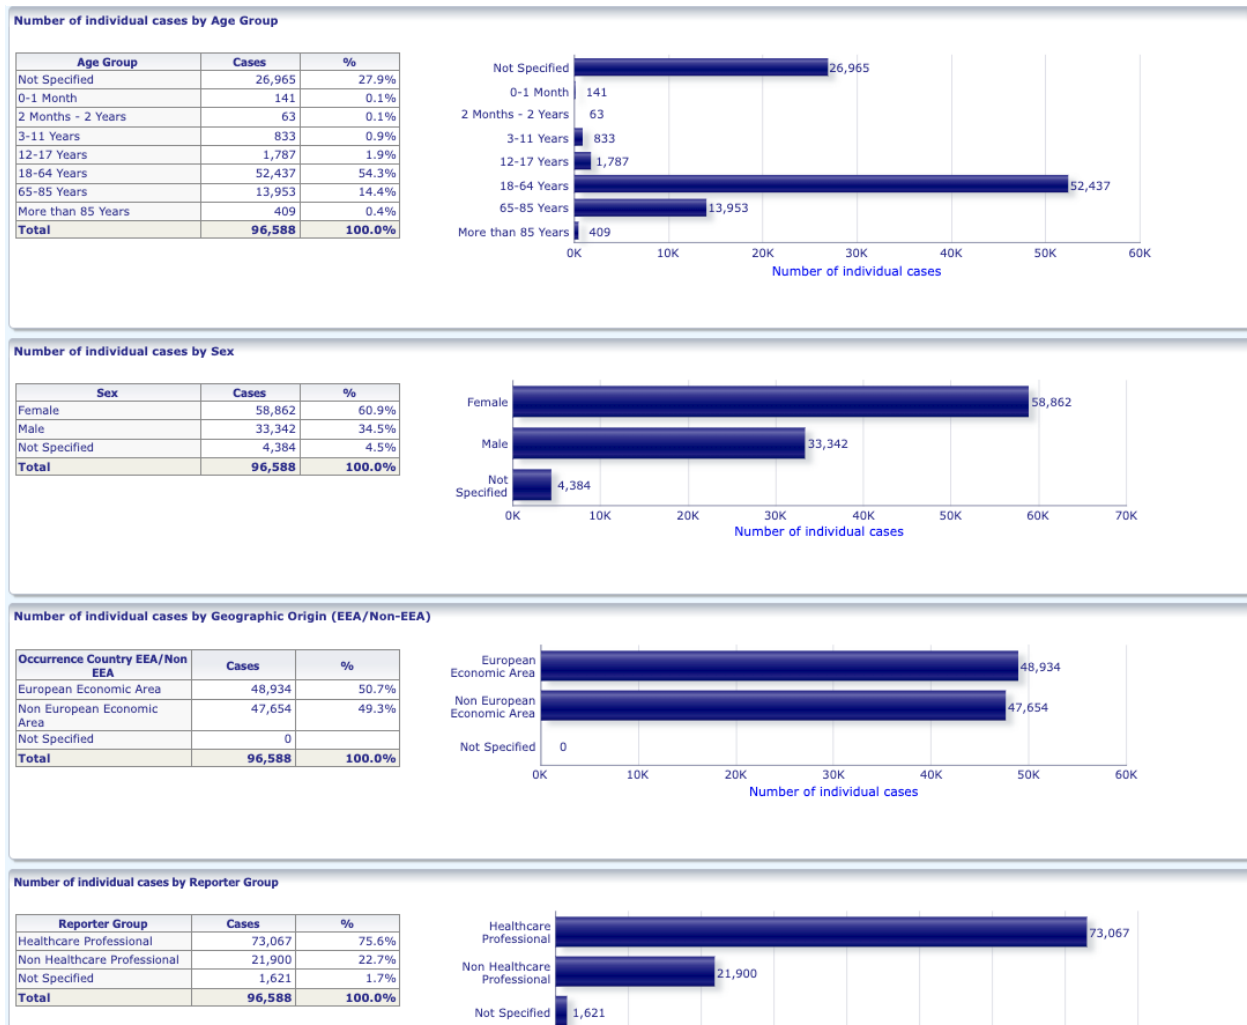 Number of individual cases by Age Group
Age Group Cases %
Not Specified 26,965 27.9%
0-1 Month 141 0.1%
2 Months - 2 Years 63 0.1%
3-11 Years 833 0.9%
12-17 Years 1,787 1.9%
18-64 Years 52,437 54.3%
65-85 Years 13,953 14.4%
More than 85 Years 409 0.4%
Total 96,588 100.0%
Not Specified 26,965
0-1 Month 141
2 Months - 2 Years 63
3-11 Years 833
12-17 Years 1,787
18-64 Years 52,437
65-85 Years 13,953
More than 85 Years 409
0K 10K 20K 30K 40K 50K 60K
Number of individual cases
Number of individual cases by Sex
Sex Cases %
Female 58,862 60.9%
Male 33,342 34.5%
Not Specified 4,384 4.5%
Total 96,588 100.0%
Female 58,862
Male 33,342
Not
Specified 4,384
0K 10K 20K 30K 40K 50K 60K 70K
Number of individual cases
Number of individual cases by Geographic Origin (EEA/Non-EEA)
Occurrence Country EEA/Non
EEA Cases %
European Economic Area 48,934 50.7%
Non European Economic
Area 47,654 49.3%
Not Specified 0
Total 96,588 100.0%
European
Economic Area 48,934
Non European
Economic Area 47,654
Not Specified 0
0K 10K 20K 30K 40K 50K 60K
Number of individual cases
Number of individual cases by Reporter Group
Reporter Group Cases %
Healthcare Professional 73,067 75.6%
Non Healthcare Professional 21,900 22.7%
Not Specified 1,621 1.7%
Total 96,588 100.0%
Healthcare
Professional 73,067
Non Healthcare
Professional 21,900
Not Specified 1,621